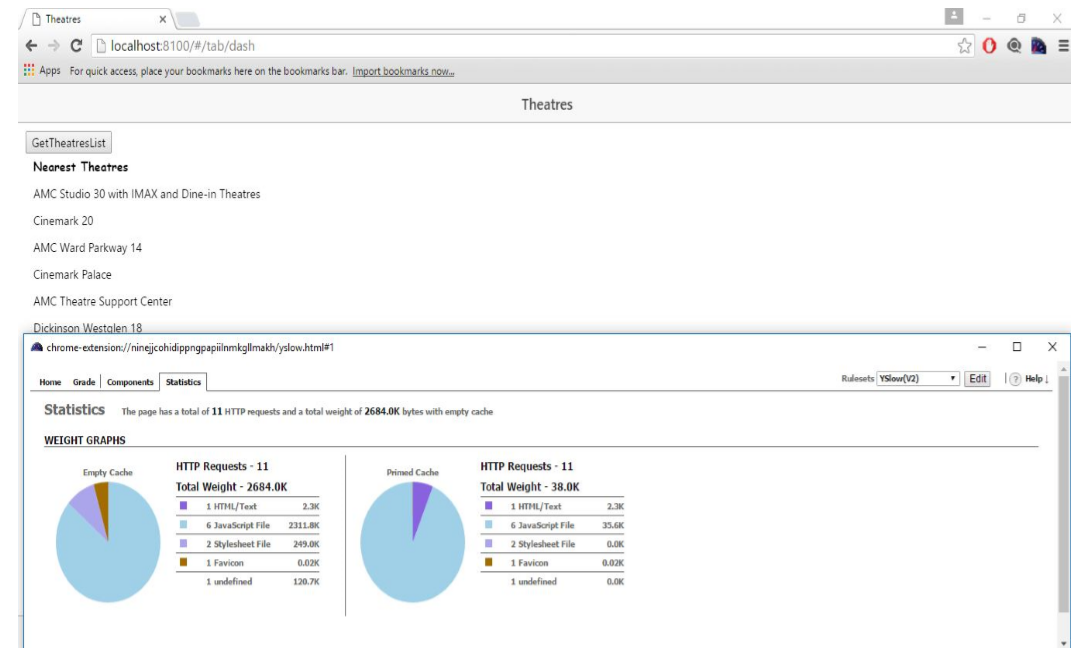 Theatres
localhost:8100/#/tab/dash
Apps For quick access, place your bookmarks here on the bookmarks bar. Import bookmarks now...
Theatres
GetTheatresList
Nearest Theatres
AMC Studio 30 with IMAX and Dine-in Theatres
Cinemark 20
AMC Ward Parkway 14
Cinemark Palace
AMC Theatre Support Center
Dickinson Westglen 18
chrome-extension://ninejjcohidippngpapiilnmkgllmakh/yslow.html#1
Home Grade Components Statistics Rulesets YSlow(V2) Edit ? Help
Statistics The page has a total of 11 HTTP requests and a total weight of 2684.0K bytes with empty cache
WEIGHT GRAPHS
Empty Cache
HTTP Requests - 11
Total Weight - 2684.0K
1 HTML/Text 2.3K
6 JavaScript File 2311.8K
2 Stylesheet File 249.0K
1 Favicon 0.02K
1 undefined 120.7K
Primed Cache
HTTP Requests - 11
Total Weight - 38.0K
1 HTML/Text 2.3K
6 JavaScript File 35.6K
2 Stylesheet File 0.0K
1 Favicon 0.02K
1 undefined 0.0K